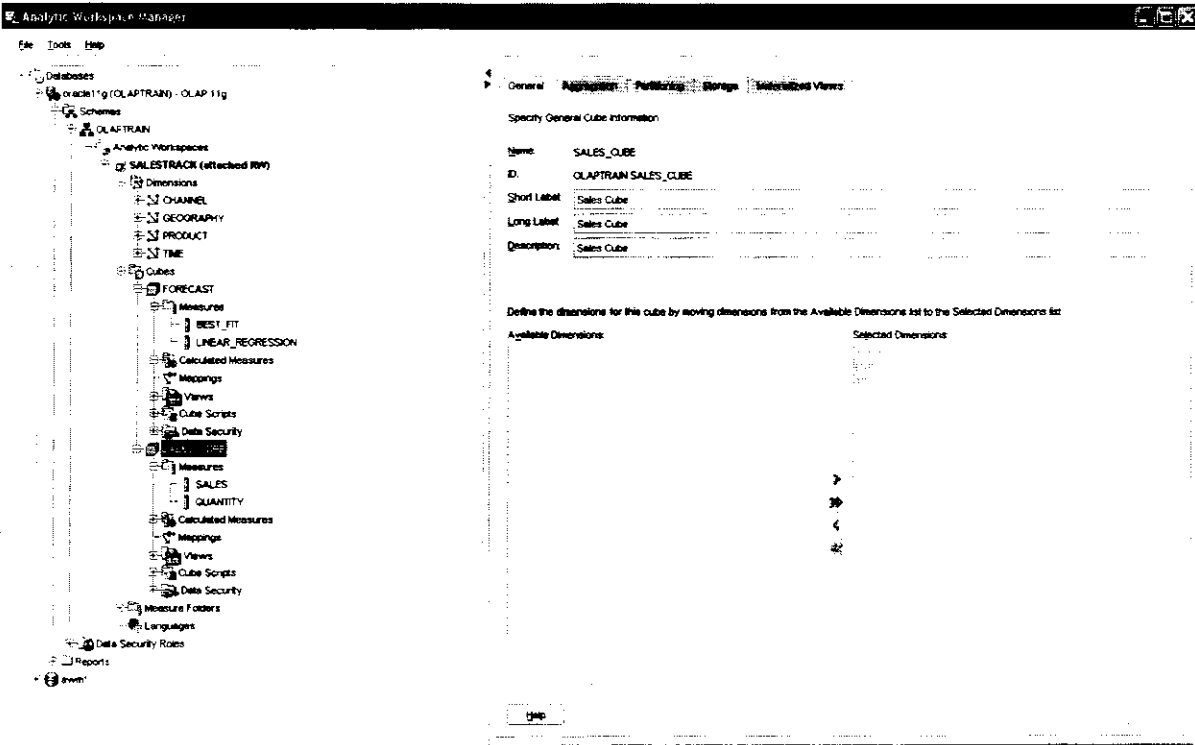 Analytic Workspace Manager
File Tools Help
Databases
oracle11g (OLAPTRAIN) - OLAP 11g
Schemas
OLAPTRAIN
Analytic Workspaces
SALESTRACK (attached RW)
Dimensions
CHANNEL
GEOGRAPHY
PRODUCT
TIME
Cubes
FORECAST
Measures
BEST_FIT
LINEAR_REGRESSION
Calculated Measures
Mappings
Views
Cube Scripts
Data Security
Measures
SALES
QUANTITY
Calculated Measures
Mappings
Views
Cube Scripts
Data Security
Measure Folders
Languages
Data Security Roles
Reports
General Aggregation Partitioning Storage Materialized Views
Specify General Cube Information
Name: SALES_CUBE
ID: OLAPTRAIN SALES_CUBE
Short Label: Sales Cube
Long Label: Sales Cube
Description: Sales Cube
Define the dimensions for this cube by moving dimensions from the Available Dimensions list to the Selected Dimensions list
Available Dimensions: Selected Dimensions:
Help